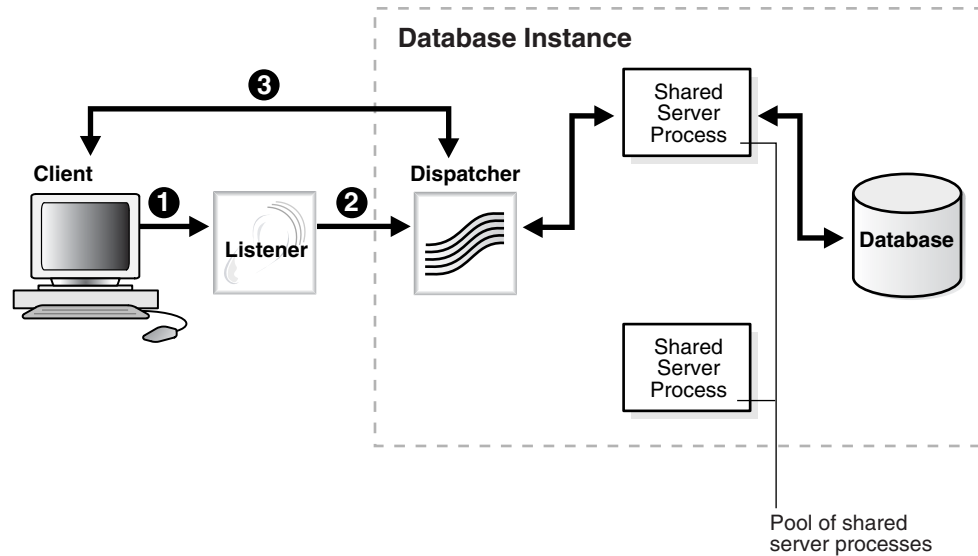 Database Instance
3
Shared
Server
Process
Client
Dispatcher
1
2
Listener
Database
Shared
Server
Process
Pool of shared
server processes